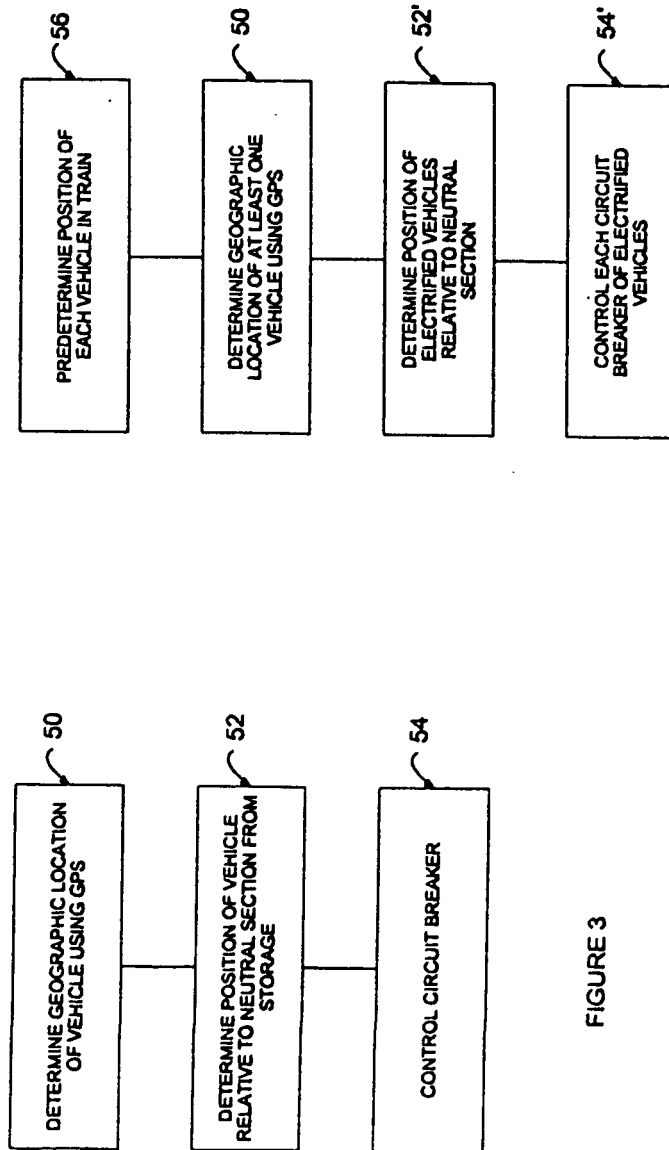 DETERMINE GEOGRAPHIC LOCATION
OF VEHICLE USING GPS
50
DETERMINE POSITION OF VEHICLE
RELATIVE TO NEUTRAL SECTION FROM
STORAGE
52
CONTROL CIRCUIT BREAKER
54
FIGURE 3
PREDETERMINE POSITION OF
EACH VEHICLE IN TRAIN
56
DETERMINE GEOGRAPHIC
LOCATION OF AT LEAST ONE
VEHICLE USING GPS
50
DETERMINE POSITION OF
ELECTRIFIED VEHICLES
RELATIVE TO NEUTRAL
SECTION
52'
CONTROL EACH CIRCUIT
BREAKER OF ELECTRIFIED
VEHICLES
54'